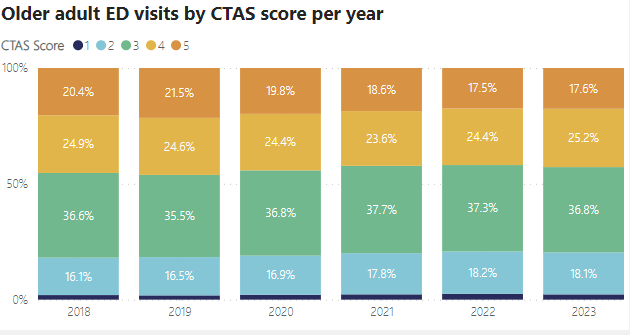 Older adult ED visits by CTAS score per year
CTAS Score 1 2 3 4 5
100%
20.4% 21.5% 19.8% 18.6% 17.5% 17.6%
24.9% 24.6% 24.4% 23.6% 24.4% 25.2%
50%
36.6% 35.5% 36.8% 37.7% 37.3% 36.8%
16.1% 16.5% 16.9% 17.8% 18.2% 18.1%
0%
2018 2019 2020 2021 2022 2023